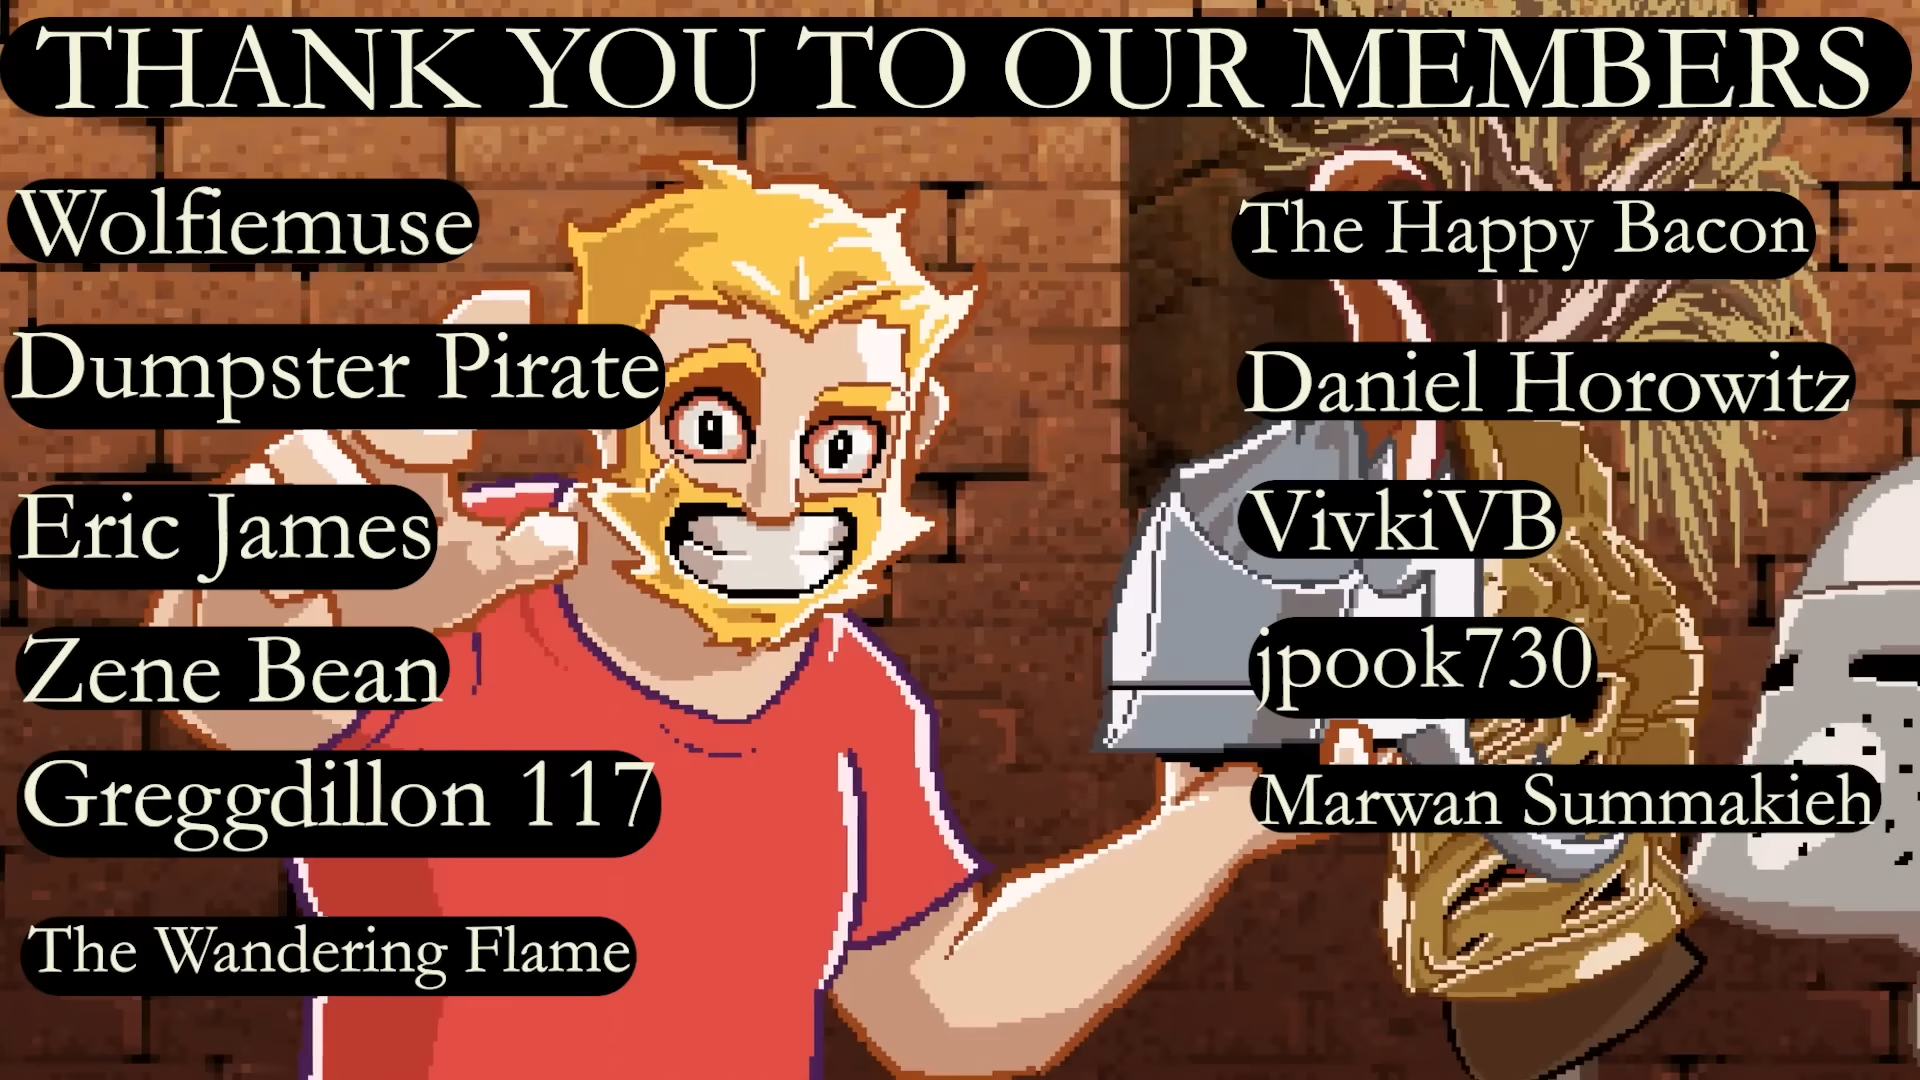 THANK YOU TO OUR MEMBERS
Wolfiemuse
Dumpster Pirate
Eric James
Zene Bean
Greggdillon 117
The Wandering Flame
The Happy Bacon
Daniel Horowitz
VivkiVB
jpook730
Marwan Summakieh